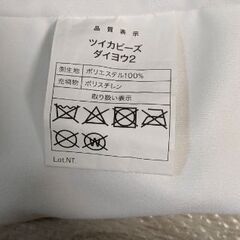 品質表示
ツイカビーズ
ダイヨウ2
側生地 ポリエステル100%
充填物 ポリスチレン
取り扱い表示
Lot.NT.